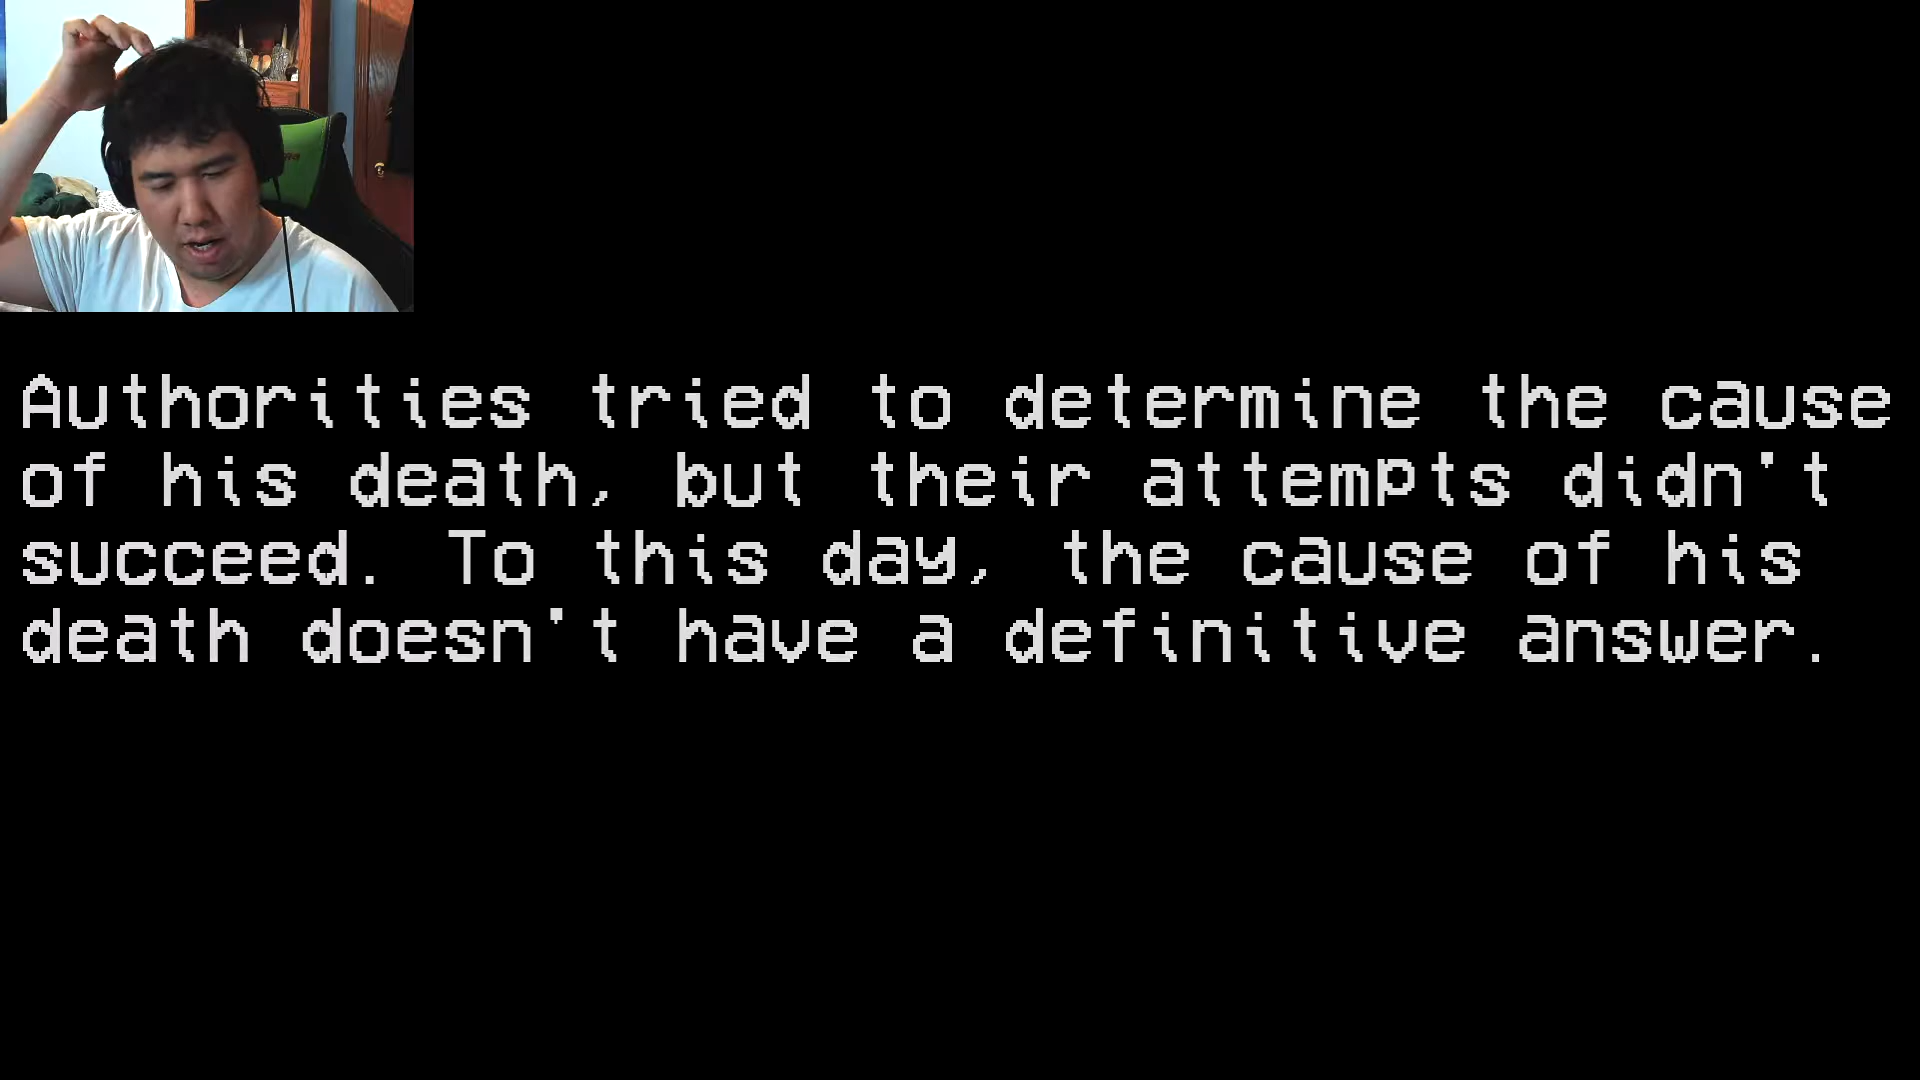 Authorities tried to determine the cause
of his death, but their attempts didn't
succeed. To this day, the cause of his
death doesn't have a definitive answer.